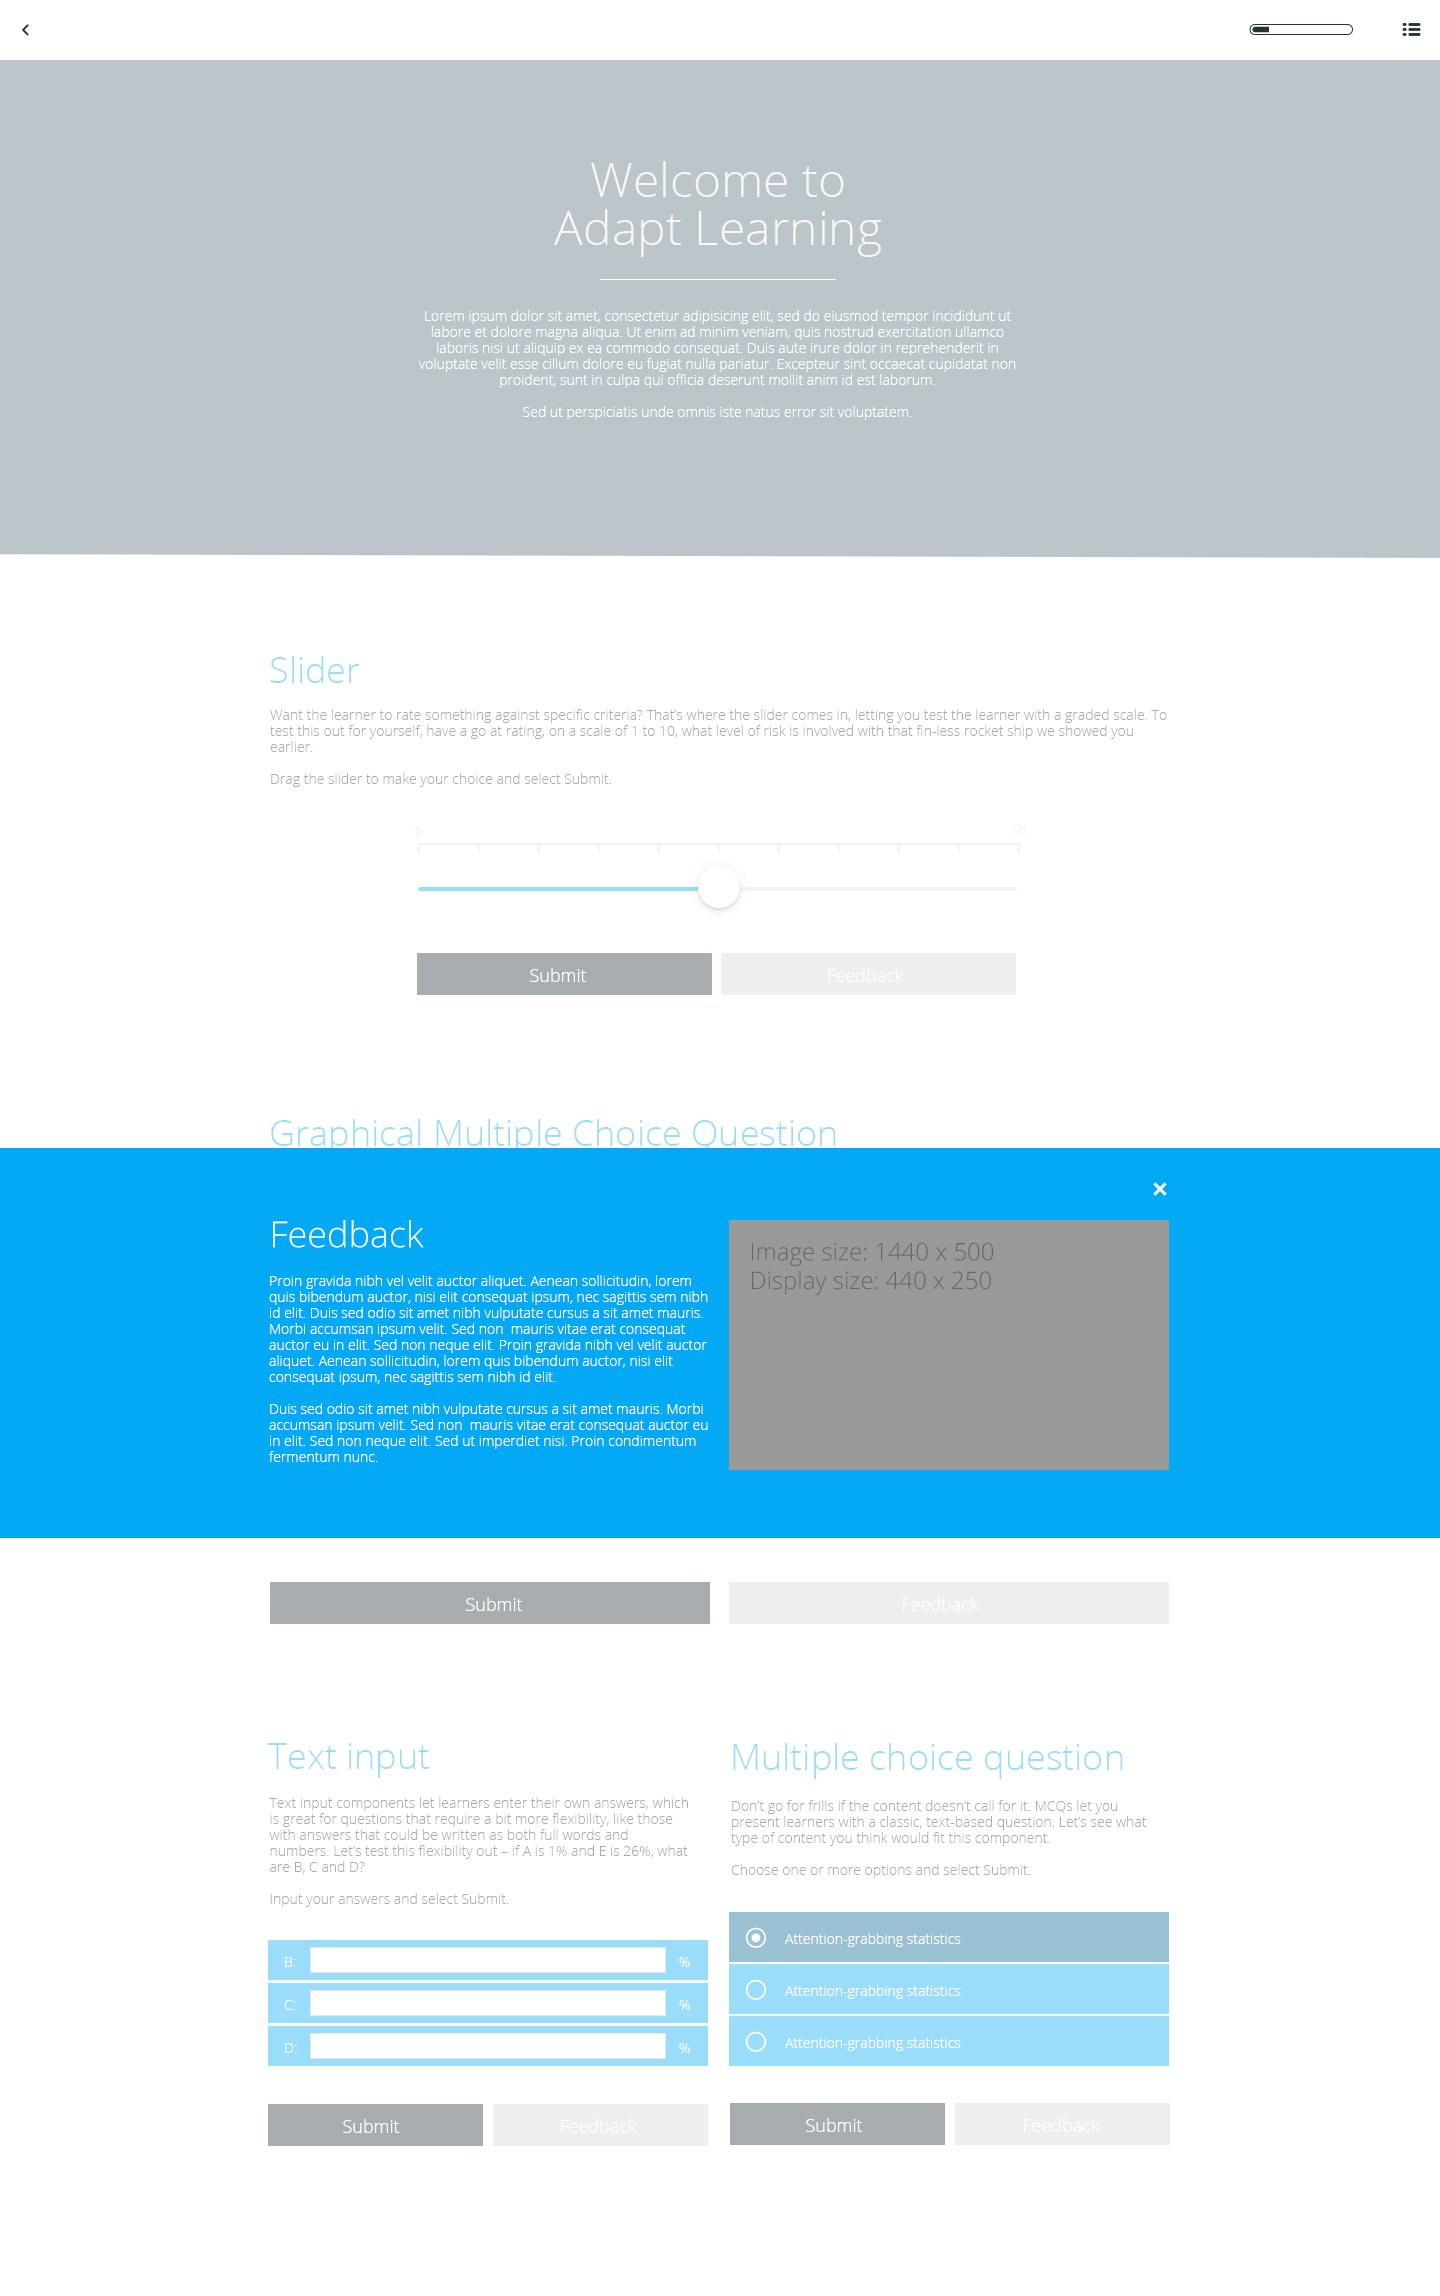 Welcome to
Adapt Learning
Lorem ipsum dolor sit amet, consectetur adipisicing elit, sed do eiusmod tempor incididunt ut
labore et dolore magna aliqua. Ut enim ad minim veniam, quis nostrud exercitation ullamco
laboris nisi ut aliquip ex ea commodo consequat. Duis aute irure dolor in reprehenderit in
voluptate velit esse cillum dolore eu fugiat nulla pariatur. Excepteur sint occaecat cupidatat non
proident, sunt in culpa qui officia deserunt mollit anim id est laborum.
Sed ut perspiciatis unde omnis iste natus error sit voluptatem.
Slider
Want the learner to rate something against specific criteria? That’s where the slider comes in, letting you test the learner with a graded scale. To
test this out for yourself, have a go at rating, on a scale of 1 to 10, what level of risk is involved with that fin-less rocket ship we showed you
earlier.
Drag the slider to make your choice and select Submit.
0 10
Submit Feedback
Graphical Multiple Choice Question
Feedback
Proin gravida nibh vel velit auctor aliquet. Aenean sollicitudin, lorem
quis bibendum auctor, nisi elit consequat ipsum, nec sagittis sem nibh
id elit. Duis sed odio sit amet nibh vulputate cursus a sit amet mauris.
Morbi accumsan ipsum velit. Sed non  mauris vitae erat consequat
auctor eu in elit. Sed non neque elit. Proin gravida nibh vel velit auctor
aliquet. Aenean sollicitudin, lorem quis bibendum auctor, nisi elit
consequat ipsum, nec sagittis sem nibh id elit.
Duis sed odio sit amet nibh vulputate cursus a sit amet mauris. Morbi
accumsan ipsum velit. Sed non  mauris vitae erat consequat auctor eu
in elit. Sed non neque elit. Sed ut imperdiet nisi. Proin condimentum
fermentum nunc.
Image size: 1440 x 500
Display size: 440 x 250
Submit Feedback
Text input
Text input components let learners enter their own answers, which
is great for questions that require a bit more flexibility, like those
with answers that could be written as both full words and
numbers. Let’s test this flexibility out – if A is 1% and E is 26%, what
are B, C and D?
Input your answers and select Submit.
B: %
C: %
D: %
Submit Feedback
Multiple choice question
Don’t go for frills if the content doesn’t call for it. MCQs let you
present learners with a classic, text-based question. Let’s see what
type of content you think would fit this component.
Choose one or more options and select Submit.
Attention-grabbing statistics
Attention-grabbing statistics
Attention-grabbing statistics
Submit Feedback